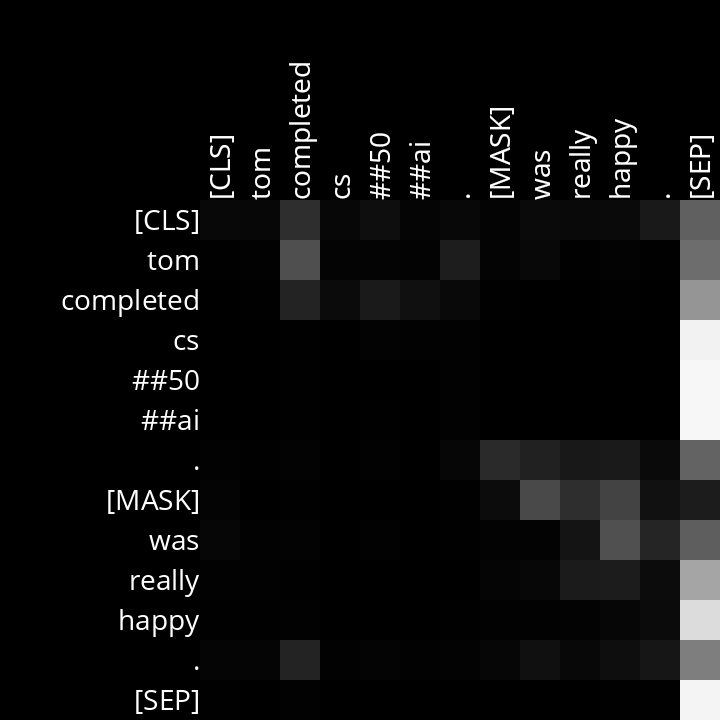 [CLS] tom completed cs ##50 ##ai . [MASK] was really happy . [SEP]
[CLS]
tom
completed
cs
##50
##ai
.
[MASK]
was
really
happy
.
[SEP]